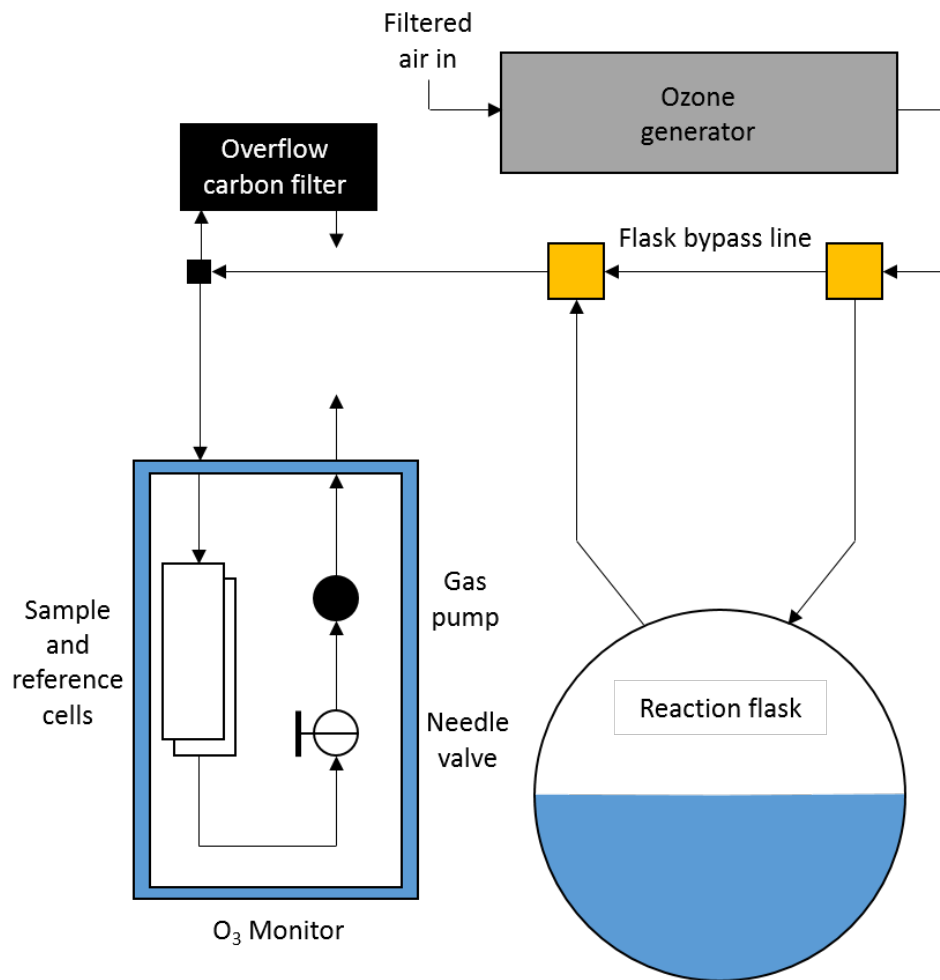 Filtered
air in
Ozone
generator
Overflow
carbon filter
Flask bypass line
Sample
and
reference
cells
Gas
pump
Needle
valve
Reaction flask
O₃ Monitor